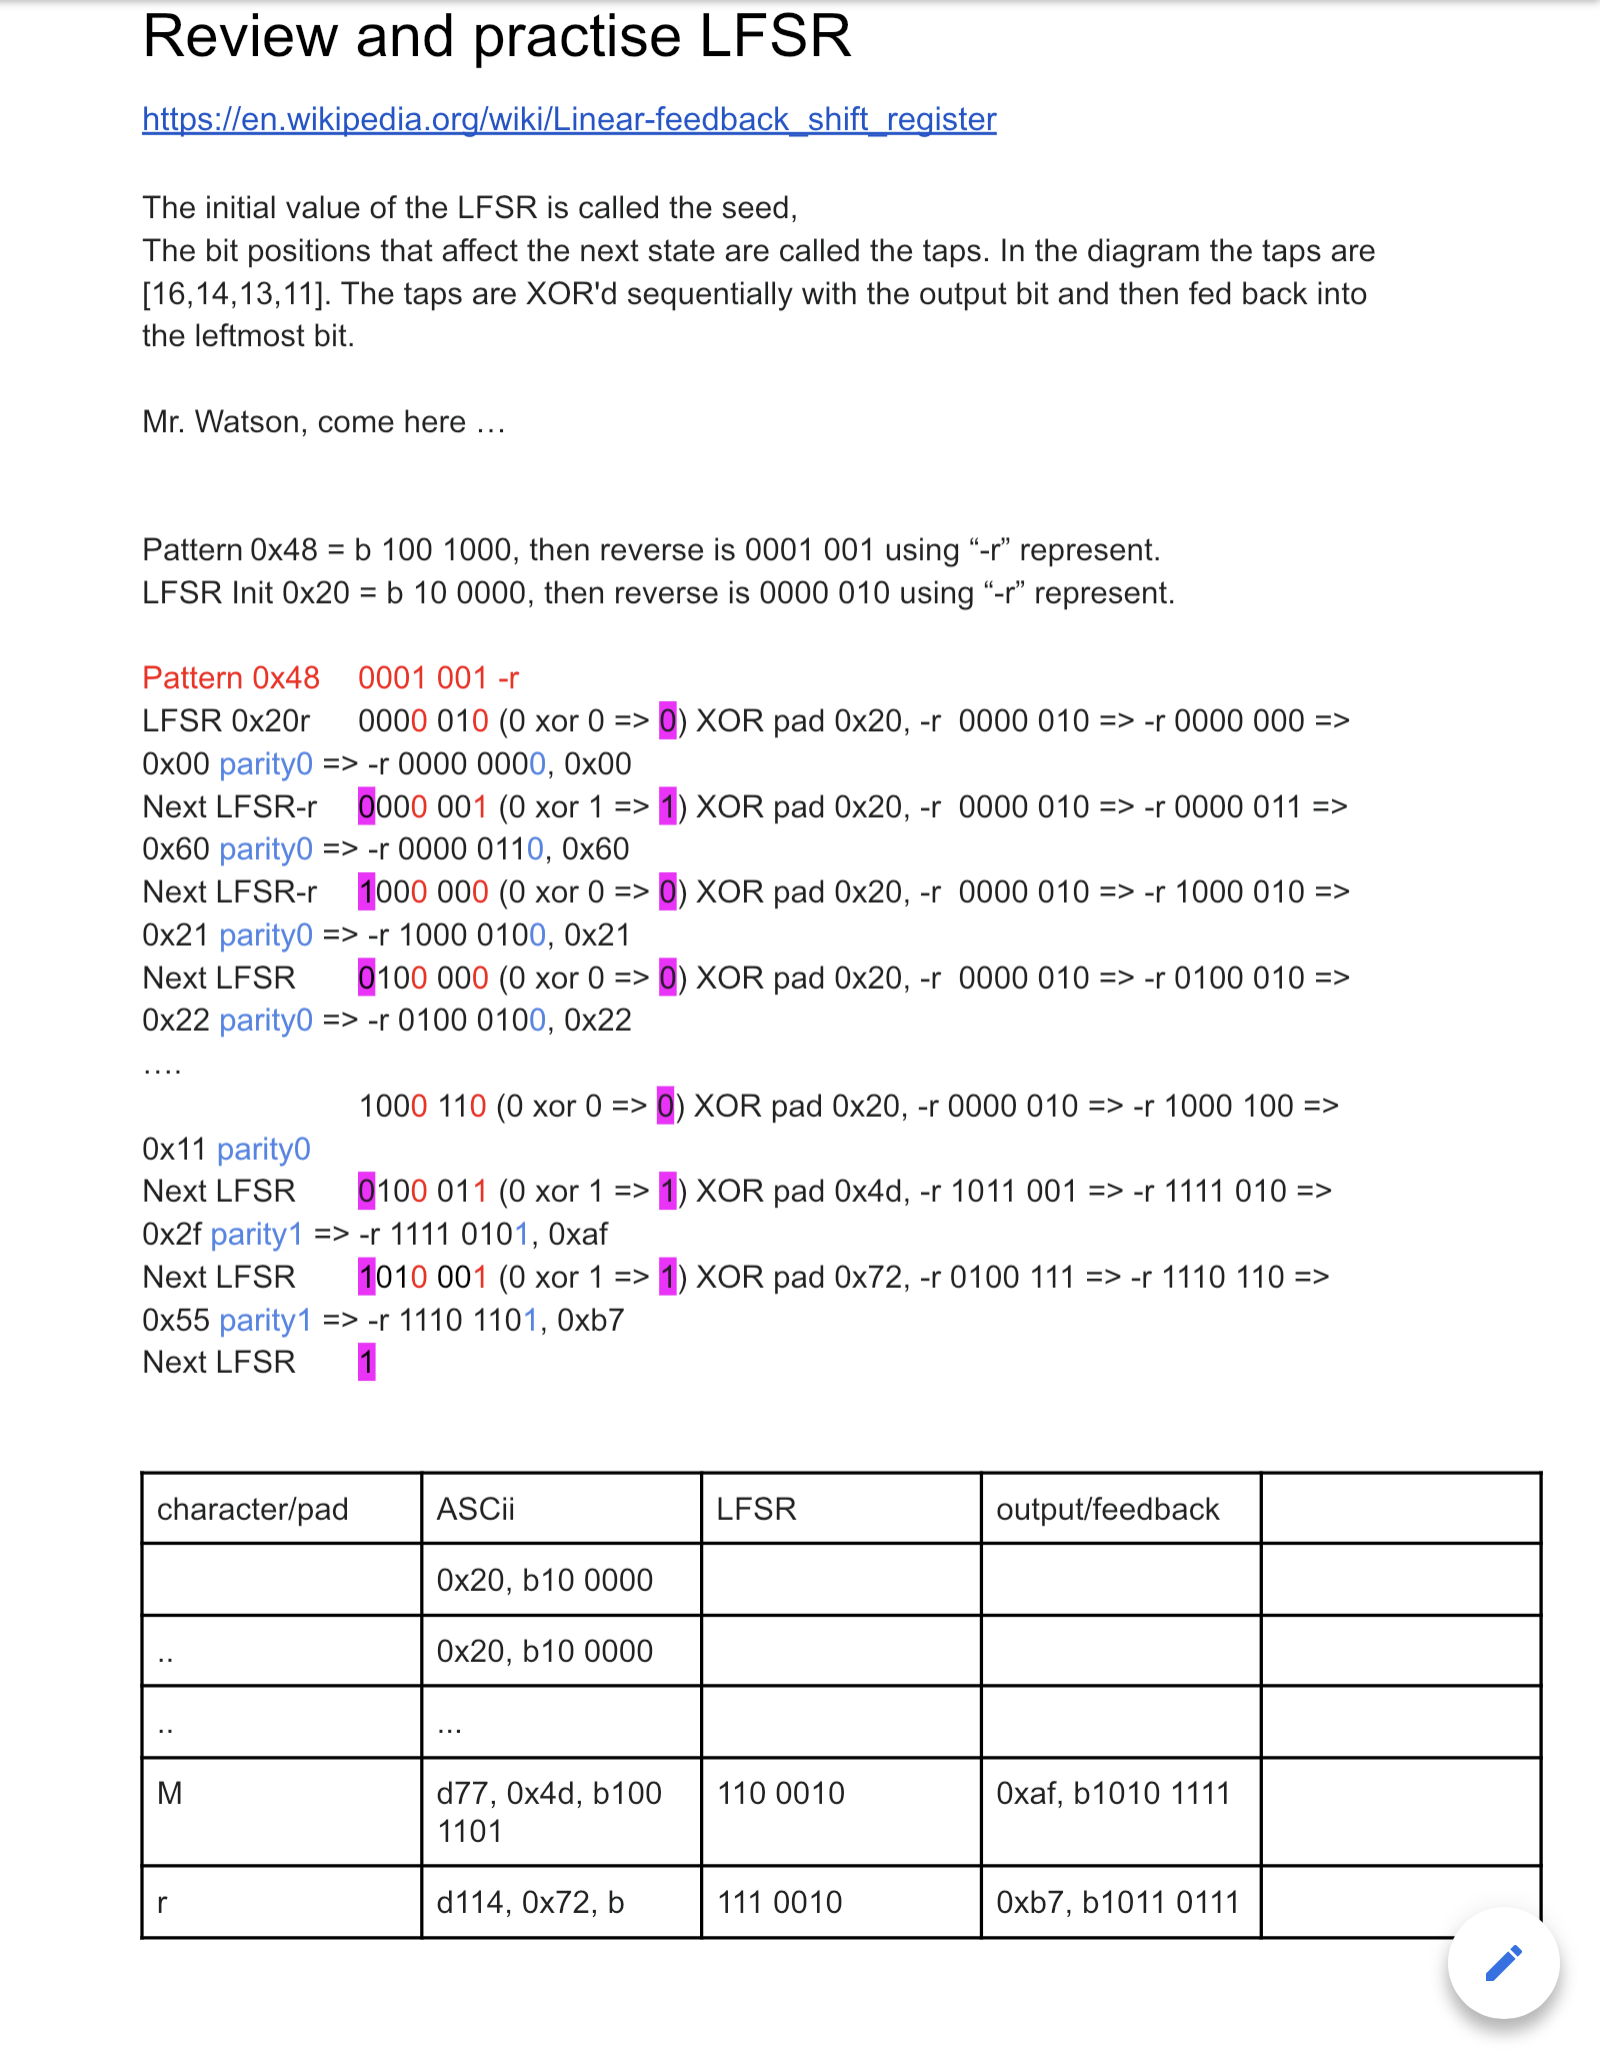 Review and practise LFSR
https://en.wikipedia.org/wiki/Linear-feedback_shift_register
The initial value of the LFSR is called the seed,
The bit positions that affect the next state are called the taps. In the diagram the taps are
[16,14,13,11]. The taps are XOR'd sequentially with the output bit and then fed back into
the leftmost bit.
Mr. Watson, come here …
Pattern 0x48 = b 100 1000, then reverse is 0001 001 using “-r” represent.
LFSR Init 0x20 = b 10 0000, then reverse is 0000 010 using “-r” represent.
Pattern 0x48 0001 001 -r
LFSR 0x20r 0000 010 (0 xor 0 => 0) XOR pad 0x20, -r 0000 010 => -r 0000 000 =>
0x00 parity0 => -r 0000 0000, 0x00
Next LFSR-r 0000 001 (0 xor 1 => 1) XOR pad 0x20, -r 0000 010 => -r 0000 011 =>
0x60 parity0 => -r 0000 0110, 0x60
Next LFSR-r 1000 000 (0 xor 0 => 0) XOR pad 0x20, -r 0000 010 => -r 1000 010 =>
0x21 parity0 => -r 1000 0100, 0x21
Next LFSR 0100 000 (0 xor 0 => 0) XOR pad 0x20, -r 0000 010 => -r 0100 010 =>
0x22 parity0 => -r 0100 0100, 0x22
….
1000 110 (0 xor 0 => 0) XOR pad 0x20, -r 0000 010 => -r 1000 100 =>
0x11 parity0
Next LFSR 0100 011 (0 xor 1 => 1) XOR pad 0x4d, -r 1011 001 => -r 1111 010 =>
0x2f parity1 => -r 1111 0101, 0xaf
Next LFSR 1010 001 (0 xor 1 => 1) XOR pad 0x72, -r 0100 111 => -r 1110 110 =>
0x55 parity1 => -r 1110 1101, 0xb7
Next LFSR 1
character/pad ASCii LFSR output/feedback
0x20, b10 0000
.. 0x20, b10 0000
.. ...
M d77, 0x4d, b100 110 0010 0xaf, b1010 1111
1101
r d114, 0x72, b 111 0010 0xb7, b1011 0111